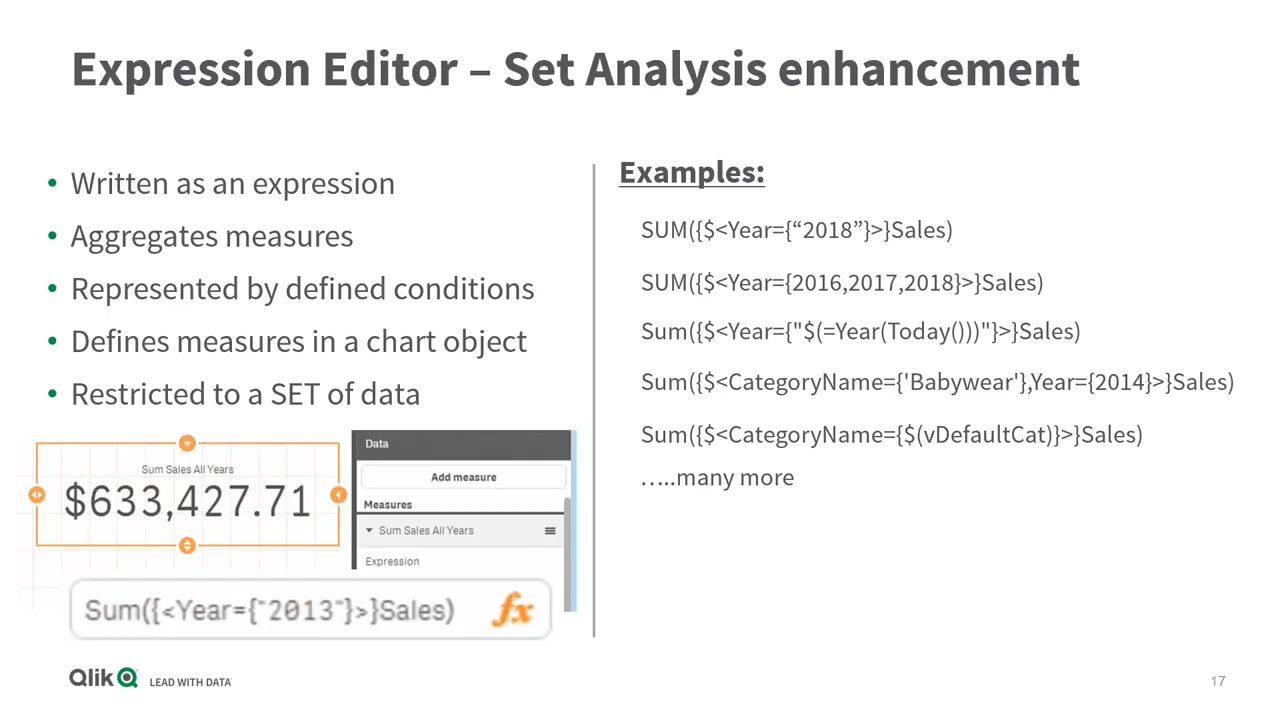 Expression Editor – Set Analysis enhancement
• Written as an expression
• Aggregates measures
• Represented by defined conditions
• Defines measures in a chart object
• Restricted to a SET of data
Sum Sales All Years
$633,427.71
Data
Add measure
Measures
Sum Sales All Years
Expression
Sum({<Year={"2013"}>}Sales)
fx
Examples:
SUM({$<Year={“2018”}>}Sales)
SUM({$<Year={2016,2017,2018}>}Sales)
Sum({$<Year={"$(=Year(Today()))"}>}Sales)
Sum({$<CategoryName={'Babywear'},Year={2014}>}Sales)
Sum({$<CategoryName={$(vDefaultCat)}>}Sales)
…..many more
Qlik LEAD WITH DATA
17